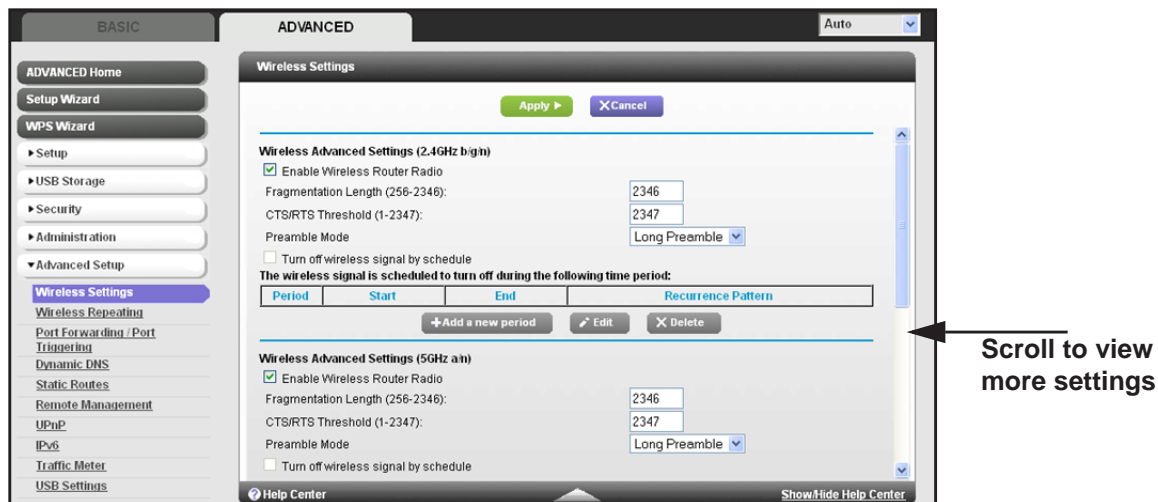 BASIC
ADVANCED
Auto
ADVANCED Home
Setup Wizard
WPS Wizard
Setup
USB Storage
Security
Administration
Advanced Setup
Wireless Settings
Wireless Repeating
Port Forwarding / Port
Triggering
Dynamic DNS
Static Routes
Remote Management
UPnP
IPv6
Traffic Meter
USB Settings
Wireless Settings
Apply
XCancel
Wireless Advanced Settings (2.4GHz b/g/n)
Enable Wireless Router Radio
Fragmentation Length (256-2346): 2346
CTS/RTS Threshold (1-2347): 2347
Preamble Mode Long Preamble
Turn off wireless signal by schedule
The wireless signal is scheduled to turn off during the following time period:
Period Start End Recurrence Pattern
+Add a new period Edit X Delete
Wireless Advanced Settings (5GHz a/n)
Enable Wireless Router Radio
Fragmentation Length (256-2346): 2346
CTS/RTS Threshold (1-2347): 2347
Preamble Mode Long Preamble
Turn off wireless signal by schedule
? Help Center Show/Hide Help Center
Scroll to view
more settings